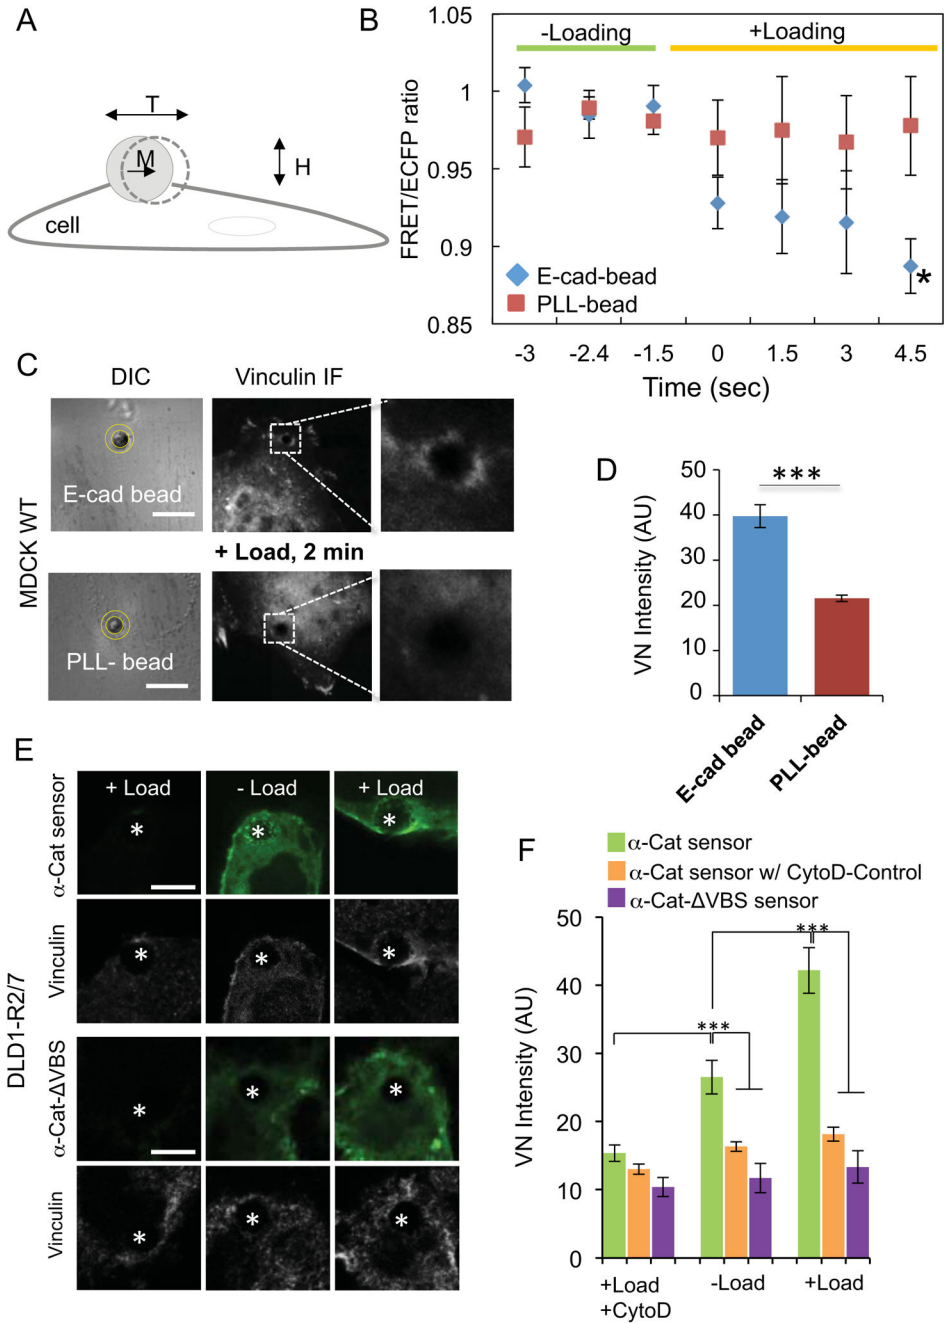 A
T
M
H
cell
B
1.05
-Loading
+Loading
1
0.95
0.9
0.85
FRET/ECFP ratio
E-cad-bead
PLL-bead
*
-3
-2.4
-1.5
0
1.5
3
4.5
Time (sec)
C
DIC
Vinculin IF
MDCK WT
E-cad bead
+ Load, 2 min
PLL- bead
D
VN Intensity (AU)
50
40
30
20
10
0
***
E-cad bead
PLL-bead
E
DLD1-R2/7
α-Cat sensor
+ Load
- Load
+ Load
* * *
Vinculin
* * *
α-Cat-ΔVBS
* * *
Vinculin
* * *
F
α-Cat sensor
α-Cat sensor w/ CytoD-Control
α-Cat-ΔVBS sensor
VN Intensity (AU)
50
40
30
20
10
0
***
***
+Load
+CytoD
-Load
+Load